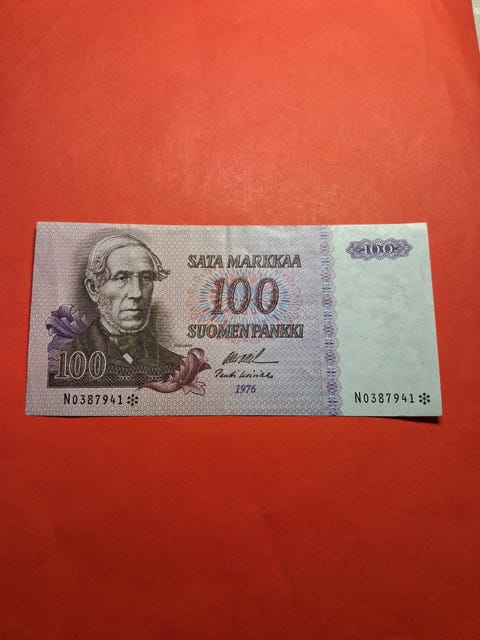 SATA MARKKAA
100
SUOMEN PANKKI
1976
100
N0387941✻
100
N0387941✻